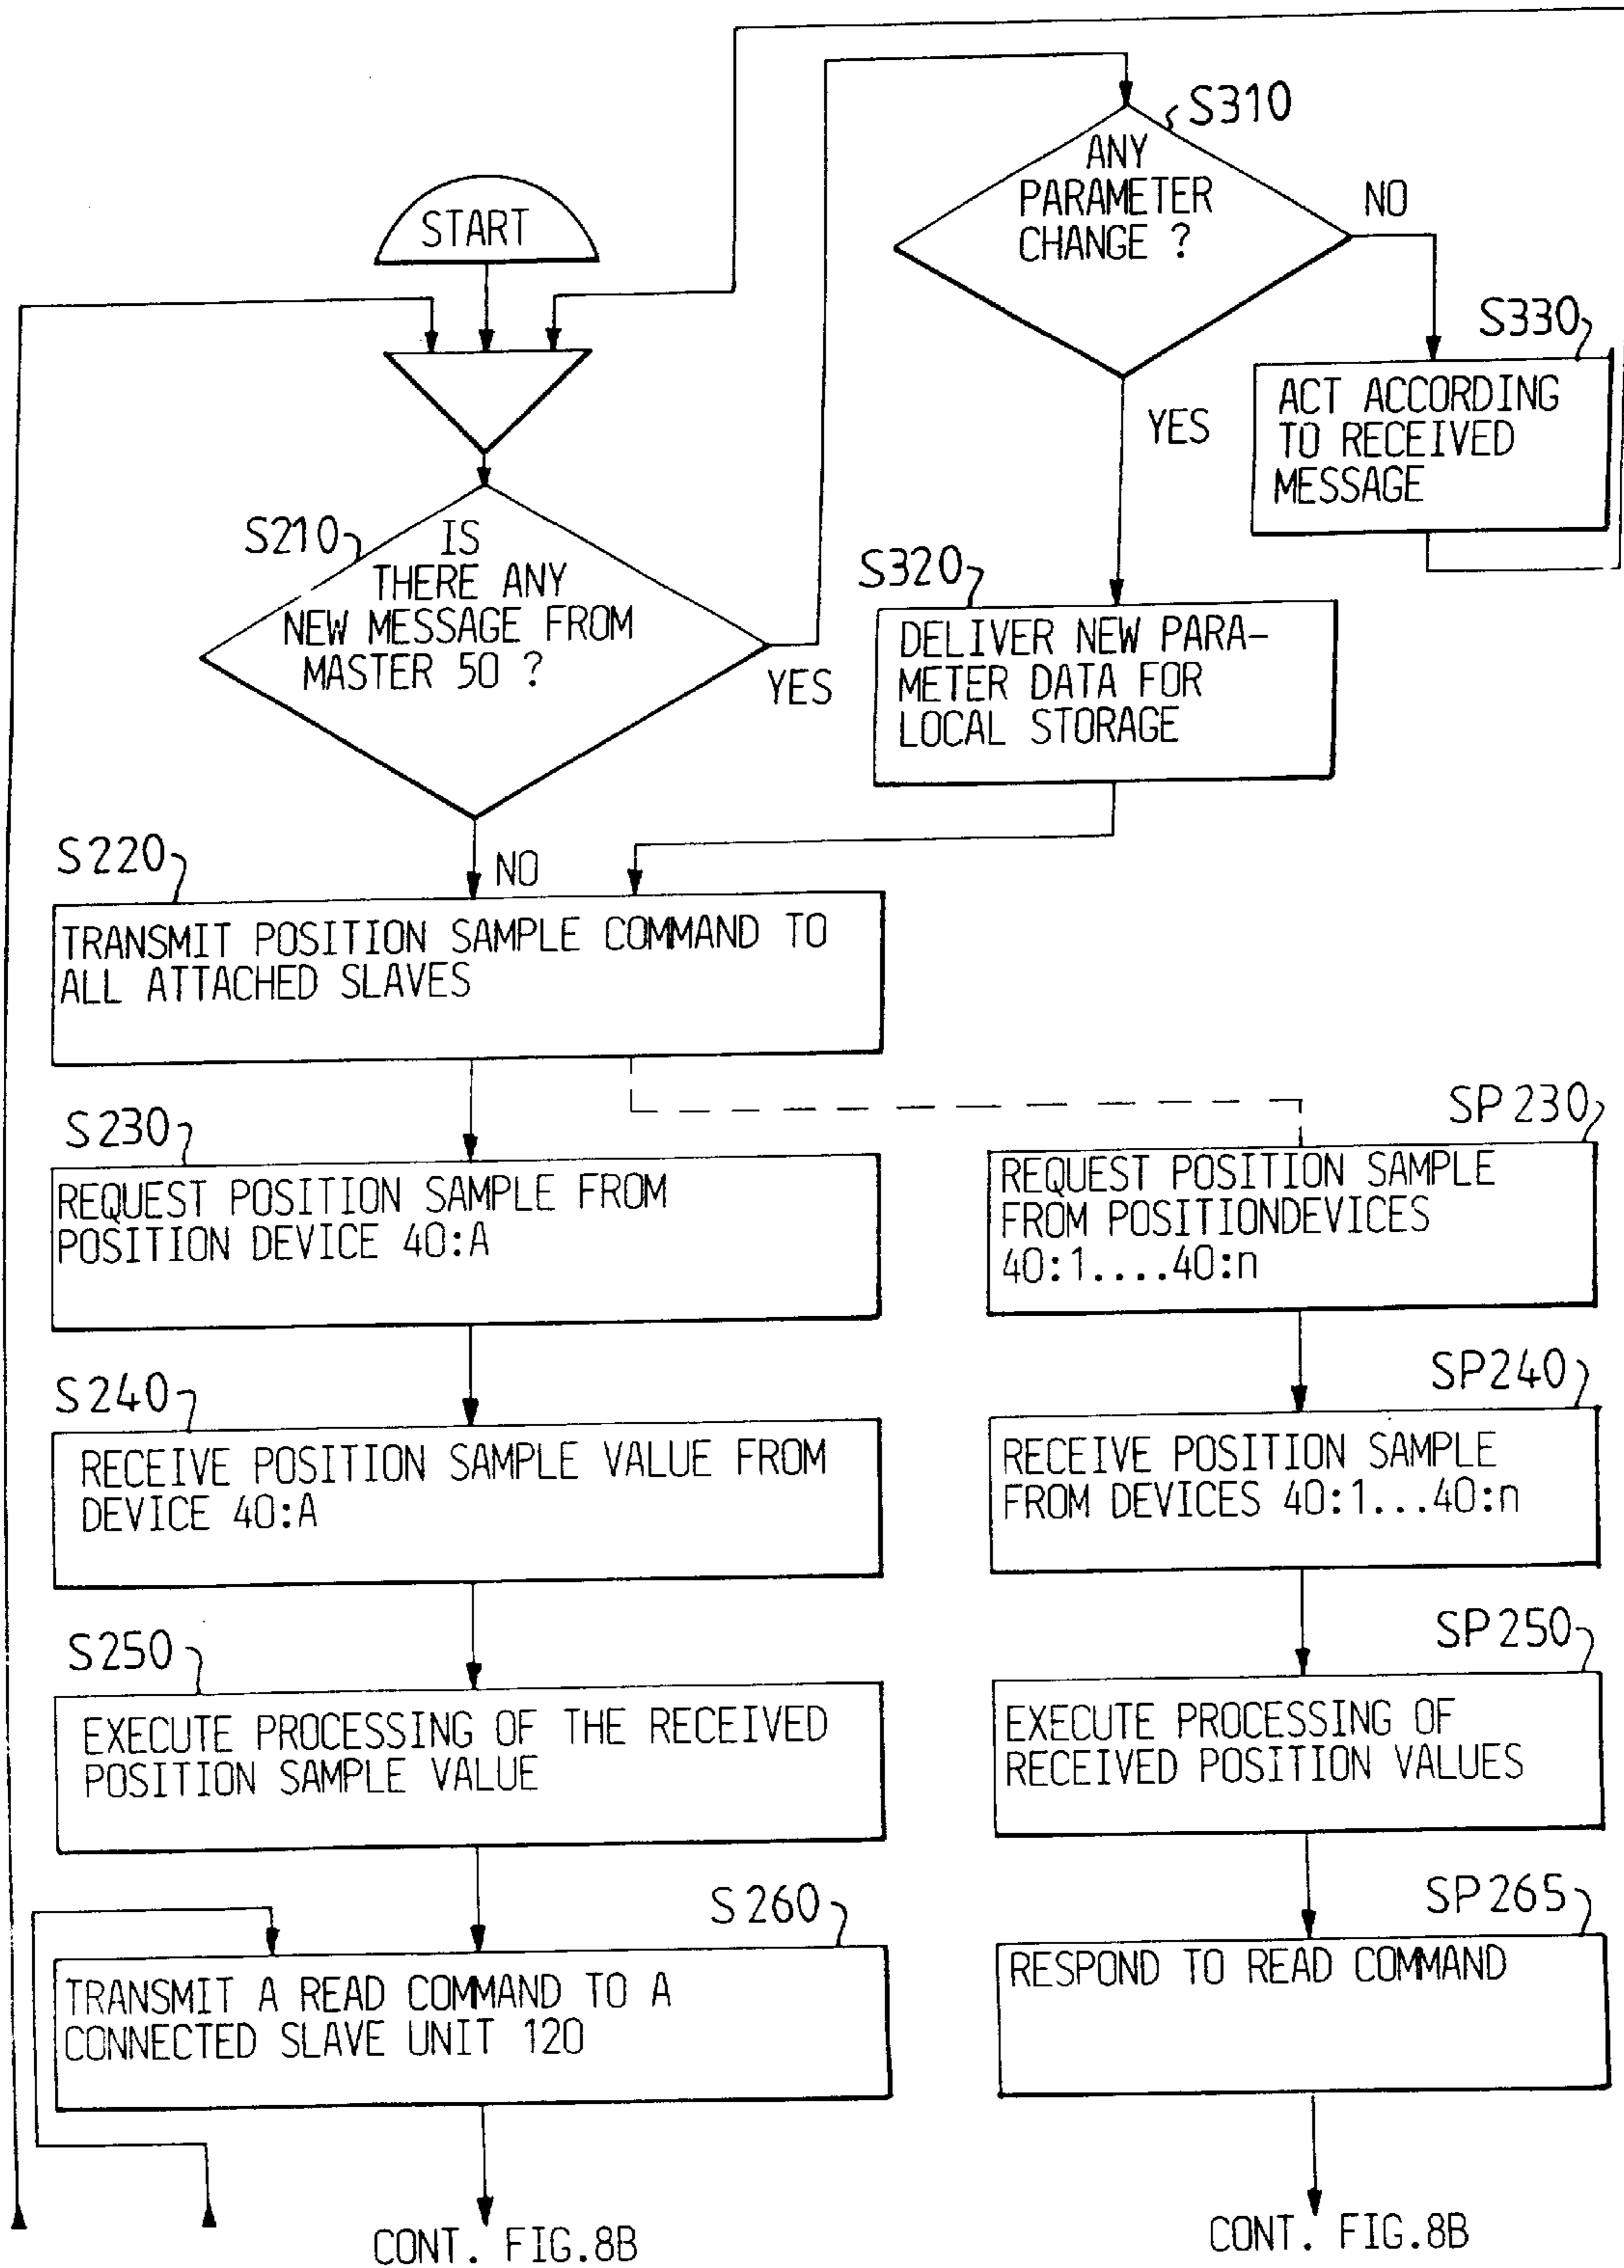 START
S210
IS
THERE ANY
NEW MESSAGE FROM
MASTER 50 ?
YES
NO
S310
ANY
PARAMETER
CHANGE ?
NO
YES
S330
ACT ACCORDING
TO RECEIVED
MESSAGE
S320
DELIVER NEW PARA-
METER DATA FOR
LOCAL STORAGE
S220
TRANSMIT POSITION SAMPLE COMMAND TO
ALL ATTACHED SLAVES
S230
REQUEST POSITION SAMPLE FROM
POSITION DEVICE 40:A
SP230
REQUEST POSITION SAMPLE
FROM POSITIONDEVICES
40:1....40:n
S240
RECEIVE POSITION SAMPLE VALUE FROM
DEVICE 40:A
SP240
RECEIVE POSITION SAMPLE
FROM DEVICES 40:1...40:n
S250
EXECUTE PROCESSING OF THE RECEIVED
POSITION SAMPLE VALUE
SP250
EXECUTE PROCESSING OF
RECEIVED POSITION VALUES
S260
TRANSMIT A READ COMMAND TO A
CONNECTED SLAVE UNIT 120
SP265
RESPOND TO READ COMMAND
CONT. FIG.8B
CONT. FIG.8B